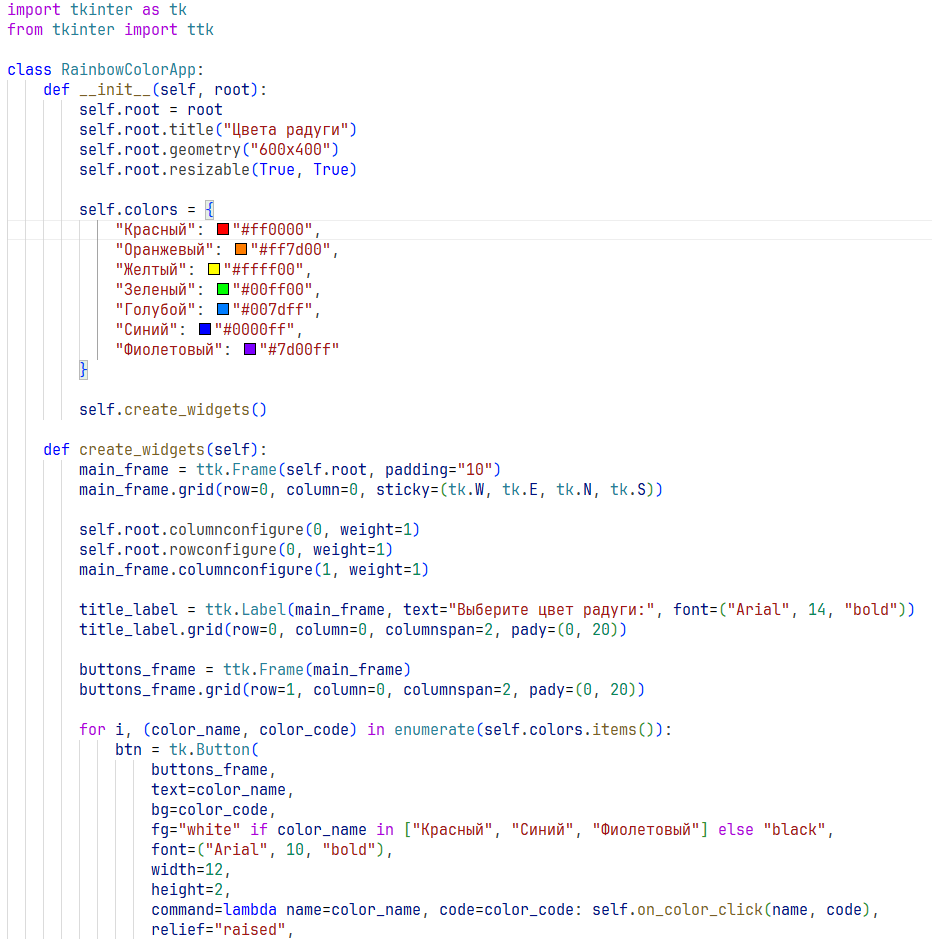 import tkinter as tk
from tkinter import ttk

class RainbowColorApp:
    def __init__(self, root):
        self.root = root
        self.root.title("Цвета радуги")
        self.root.geometry("600x400")
        self.root.resizable(True, True)

        self.colors = {
            "Красный": "#ff0000",
            "Оранжевый": "#ff7d00",
            "Желтый": "#ffff00",
            "Зеленый": "#00ff00",
            "Голубой": "#007dff",
            "Синий": "#0000ff",
            "Фиолетовый": "#7d00ff"
        }

        self.create_widgets()

    def create_widgets(self):
        main_frame = ttk.Frame(self.root, padding="10")
        main_frame.grid(row=0, column=0, sticky=(tk.W, tk.E, tk.N, tk.S))

        self.root.columnconfigure(0, weight=1)
        self.root.rowconfigure(0, weight=1)
        main_frame.columnconfigure(1, weight=1)

        title_label = ttk.Label(main_frame, text="Выберите цвет радуги:", font=("Arial", 14, "bold"))
        title_label.grid(row=0, column=0, columnspan=2, pady=(0, 20))

        buttons_frame = ttk.Frame(main_frame)
        buttons_frame.grid(row=1, column=0, columnspan=2, pady=(0, 20))

        for i, (color_name, color_code) in enumerate(self.colors.items()):
            btn = tk.Button(
                buttons_frame,
                text=color_name,
                bg=color_code,
                fg="white" if color_name in ["Красный", "Синий", "Фиолетовый"] else "black",
                font=("Arial", 10, "bold"),
                width=12,
                height=2,
                command=lambda name=color_name, code=color_code: self.on_color_click(name, code),
                relief="raised",